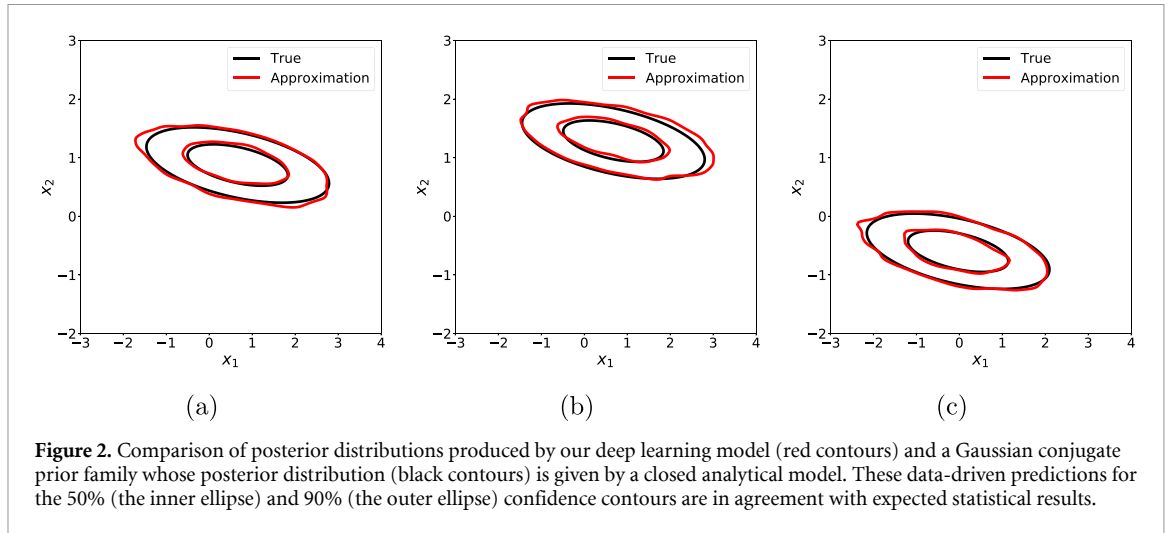 3
2
1
0
−1
−2
−3
−2
−1
0
1
2
3
4
x₂
x₁
True
Approximation
(a)
3
2
1
0
−1
−2
−3
−2
−1
0
1
2
3
4
x₂
x₁
True
Approximation
(b)
3
2
1
0
−1
−2
−3
−2
−1
0
1
2
3
4
x₂
x₁
True
Approximation
(c)
Figure 2. Comparison of posterior distributions produced by our deep learning model (red contours) and a Gaussian conjugate
prior family whose posterior distribution (black contours) is given by a closed analytical model. These data-driven predictions for
the 50% (the inner ellipse) and 90% (the outer ellipse) confidence contours are in agreement with expected statistical results.